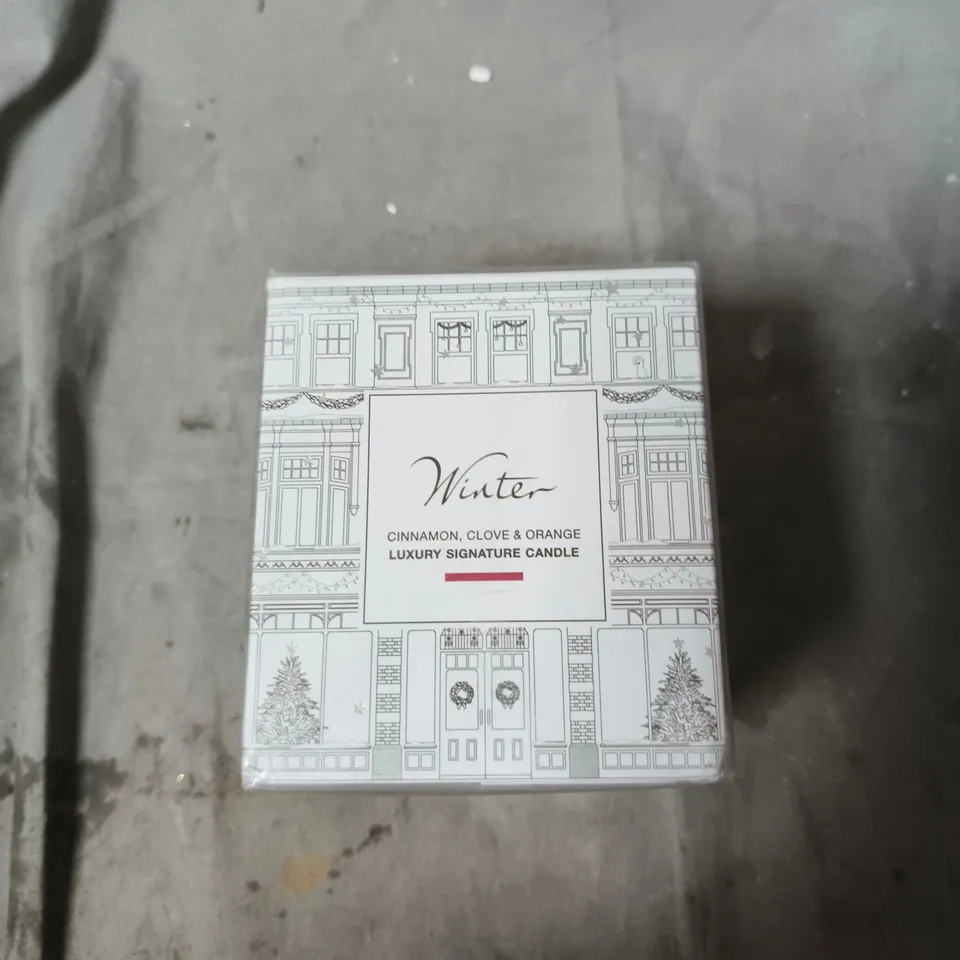 Winter
CINNAMON, CLOVE & ORANGE
LUXURY SIGNATURE CANDLE